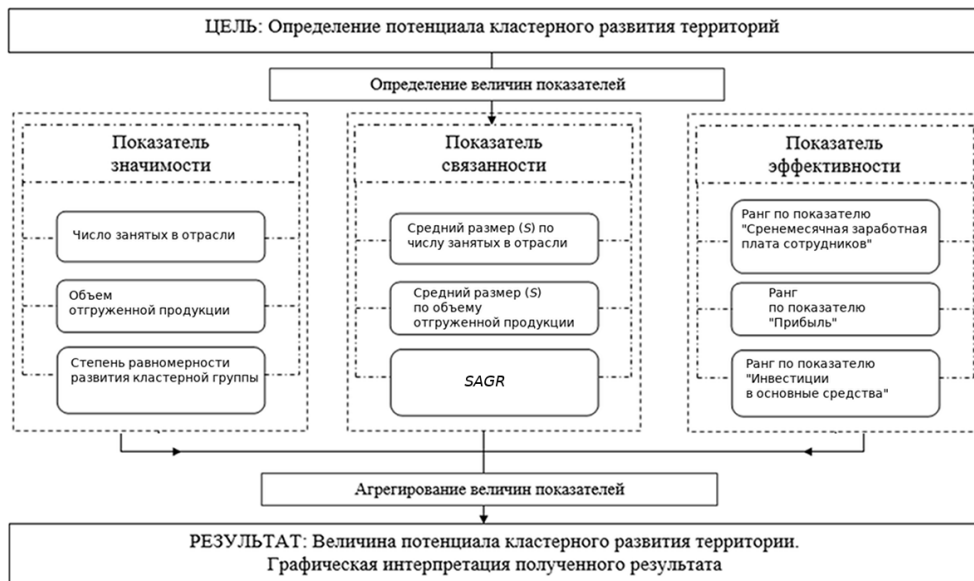 ЦЕЛЬ: Определение потенциала кластерного развития территорий
Определение величин показателей
Показатель
значимости
Число занятых в отрасли
Объем
отгруженной продукции
Степень равномерности
развития кластерной группы
Показатель
связанности
Средний размер (S) по
числу занятых в отрасли
Средний размер (S)
по объему
отгруженной продукции
SAGR
Показатель
эффективности
Ранг по показателю
"Сренемесячная заработная
плата сотрудников"
Ранг
по показателю
"Прибыль"
Ранг по показателю
"Инвестиции
в основные средства"
Агрегирование величин показателей
РЕЗУЛЬТАТ: Величина потенциала кластерного развития территории.
Графическая интерпретация полученного результата